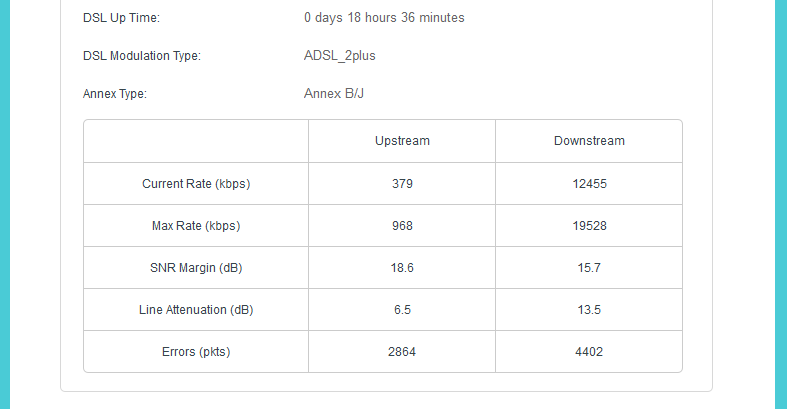 DSL Up Time: 0 days 18 hours 36 minutes
DSL Modulation Type: ADSL_2plus
Annex Type: Annex B/J
Upstream Downstream
Current Rate (kbps) 379 12455
Max Rate (kbps) 968 19528
SNR Margin (dB) 18.6 15.7
Line Attenuation (dB) 6.5 13.5
Errors (pkts) 2864 4402